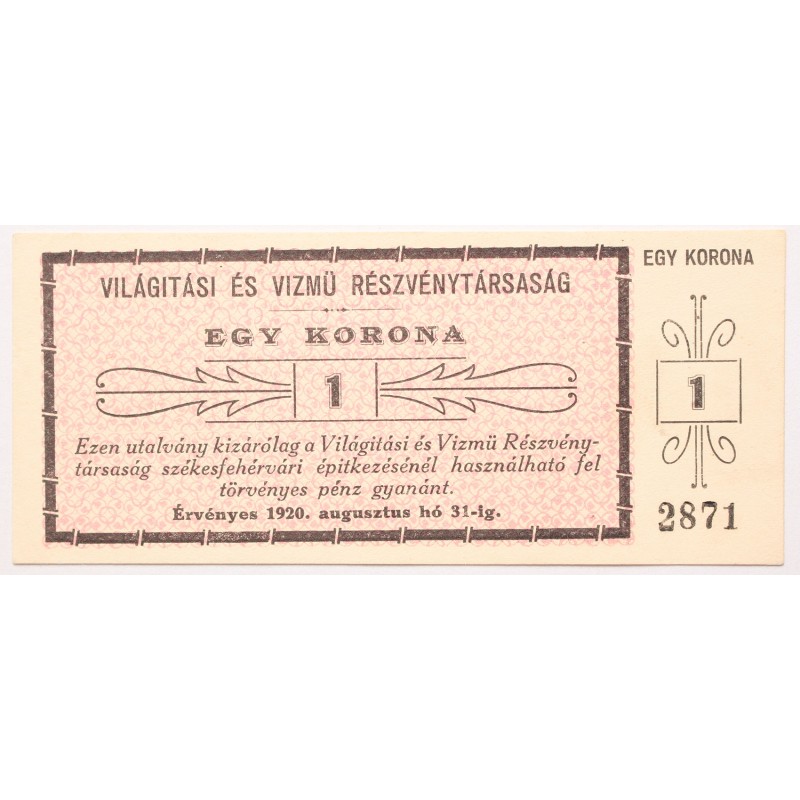 VILÁGITÁSI ÉS VIZMÜ RÉSZVÉNYTÁRSASÁG
EGY KORONA
1
Ezen utalvány kizárólag a Világitási és Vizmü Részvény-
társaság székesfehérvári épitkezésénél használható fel
törvényes pénz gyanánt.
Érvényes 1920. augusztus hó 31-ig.
EGY KORONA
1
2871